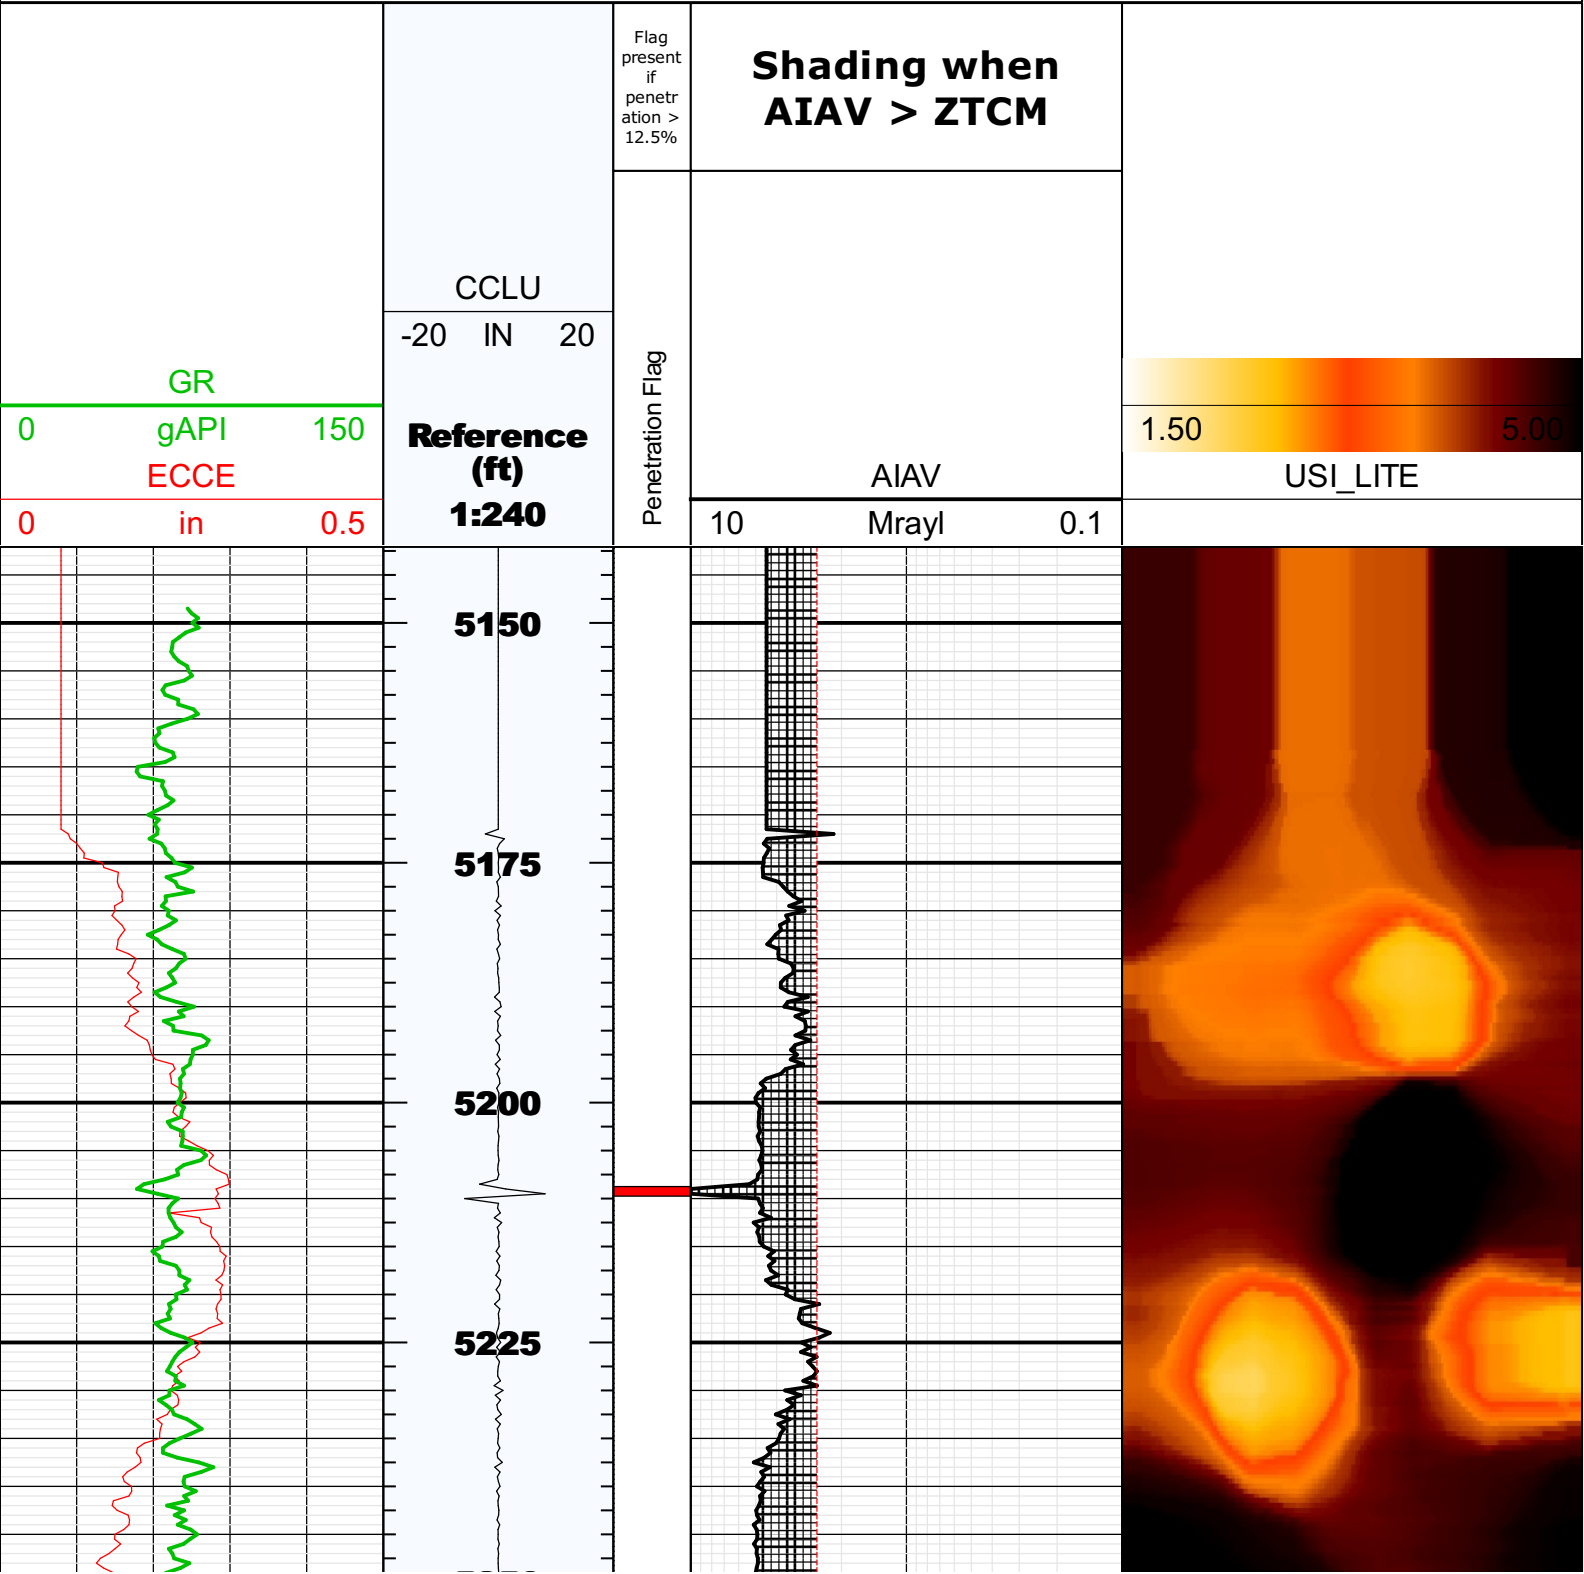 Flag
present
if
penetr
ation >
12.5%
Shading when
AIAV > ZTCM
CCLU
-20 IN 20
GR
0 gAPI 150
ECCE
0 in 0.5
Reference
(ft)
1:240
Penetration Flag
AIAV
10 Mrayl 0.1
1.50 5.00
USI_LITE
5150
5175
5200
5225